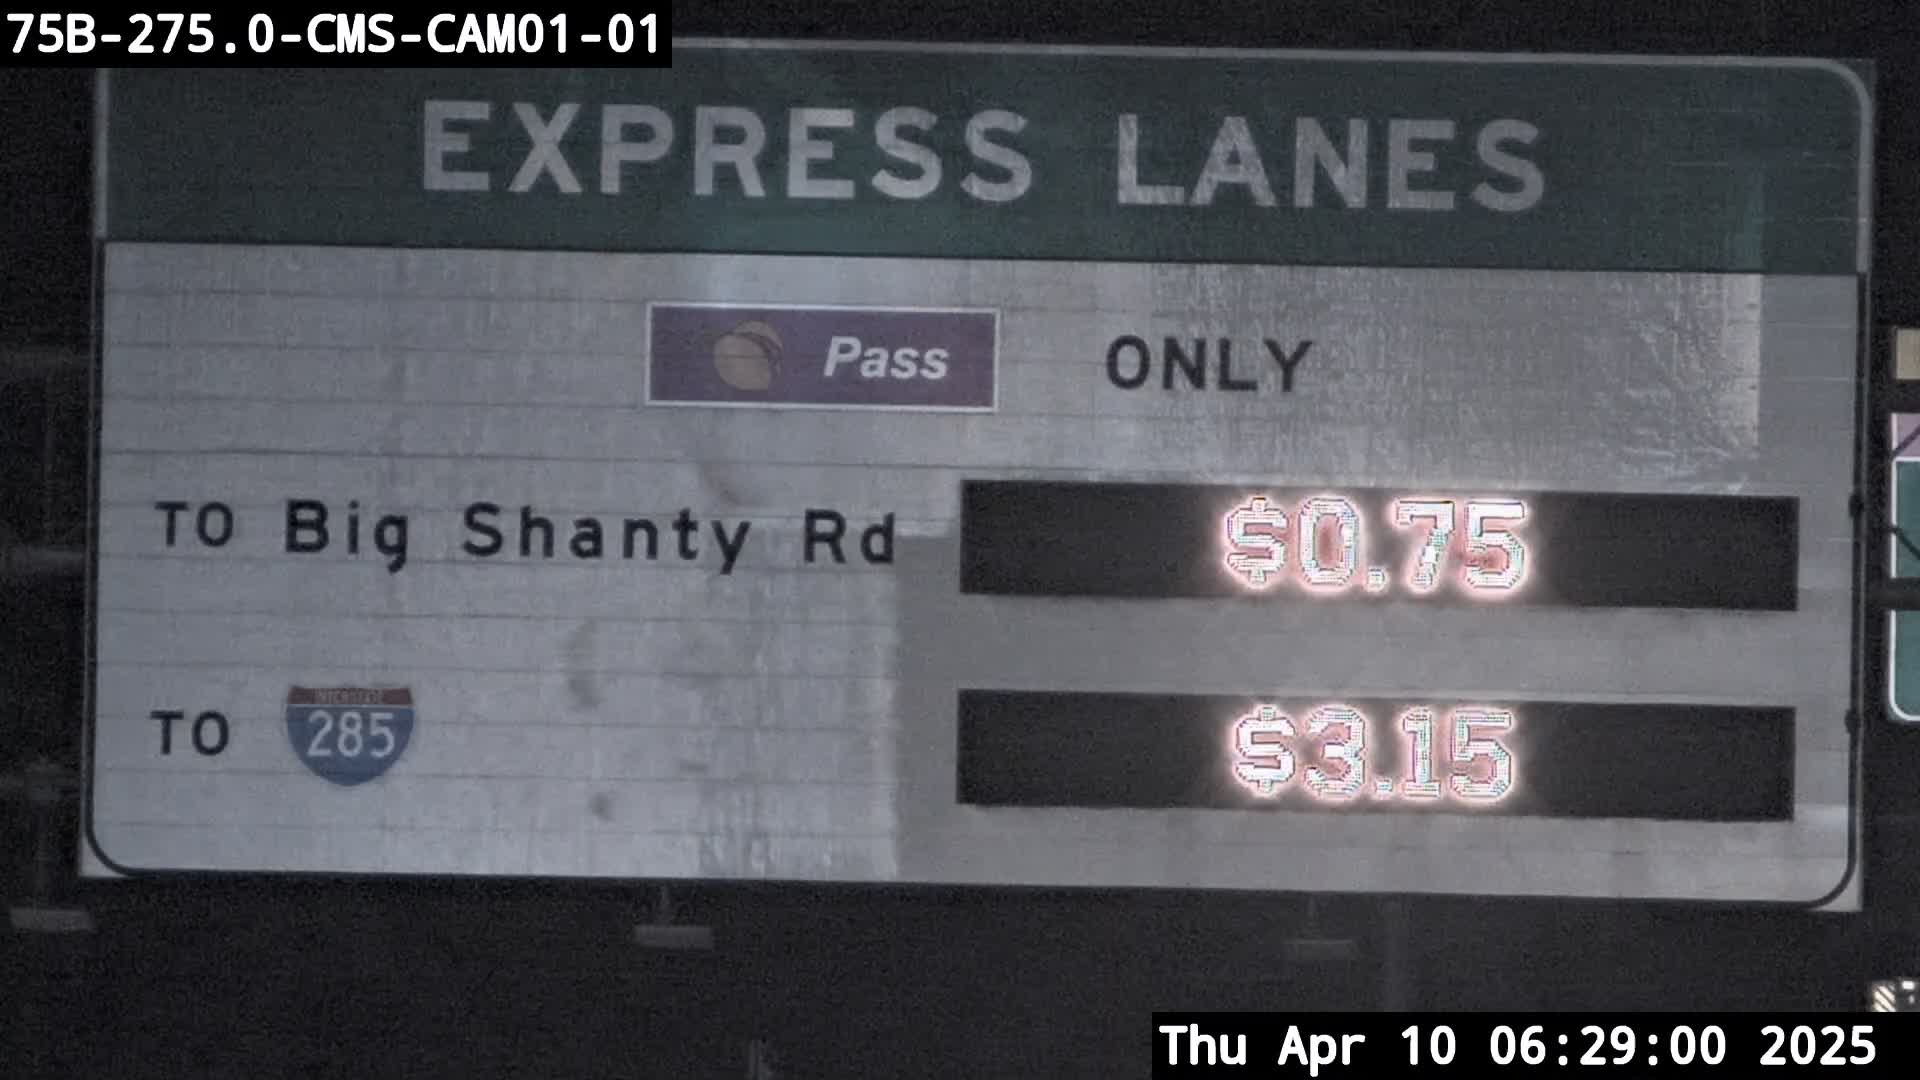 75B-275.0-CMS-CAM01-01
EXPRESS LANES
Pass ONLY
TO Big Shanty Rd $0.75
TO INTERSTATE 285 $3.15
Thu Apr 10 06:29:00 2025